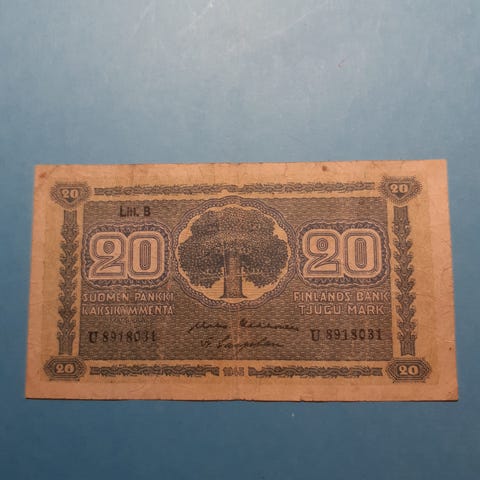 20 20
Litt. B
20 20
SUOMEN PANKKI FINLANDS BANK
KAKSIKYMMENTÄ TJUGU MARK
U 8918031 U 8918031
20 1945 20